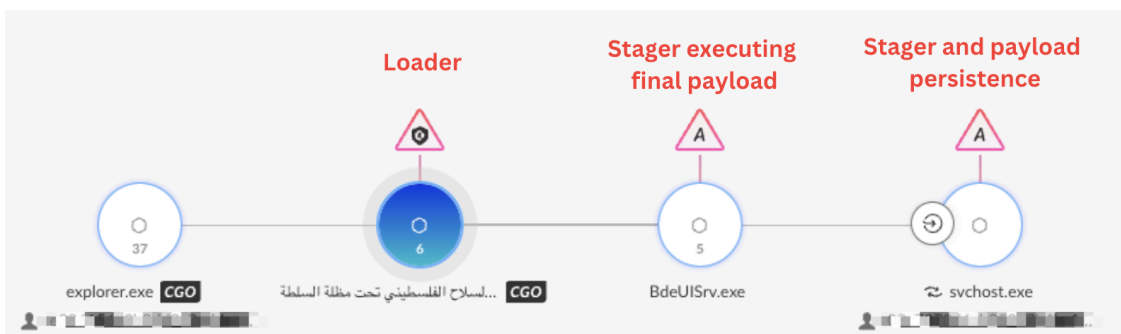 Loader
Stager executing
final payload
Stager and payload
persistence
A
A
37
6
5
explorer.exe CGO
لسلاح الفلسطيني تحت مظلة السلطة... CGO
BdeUISrv.exe
svchost.exe